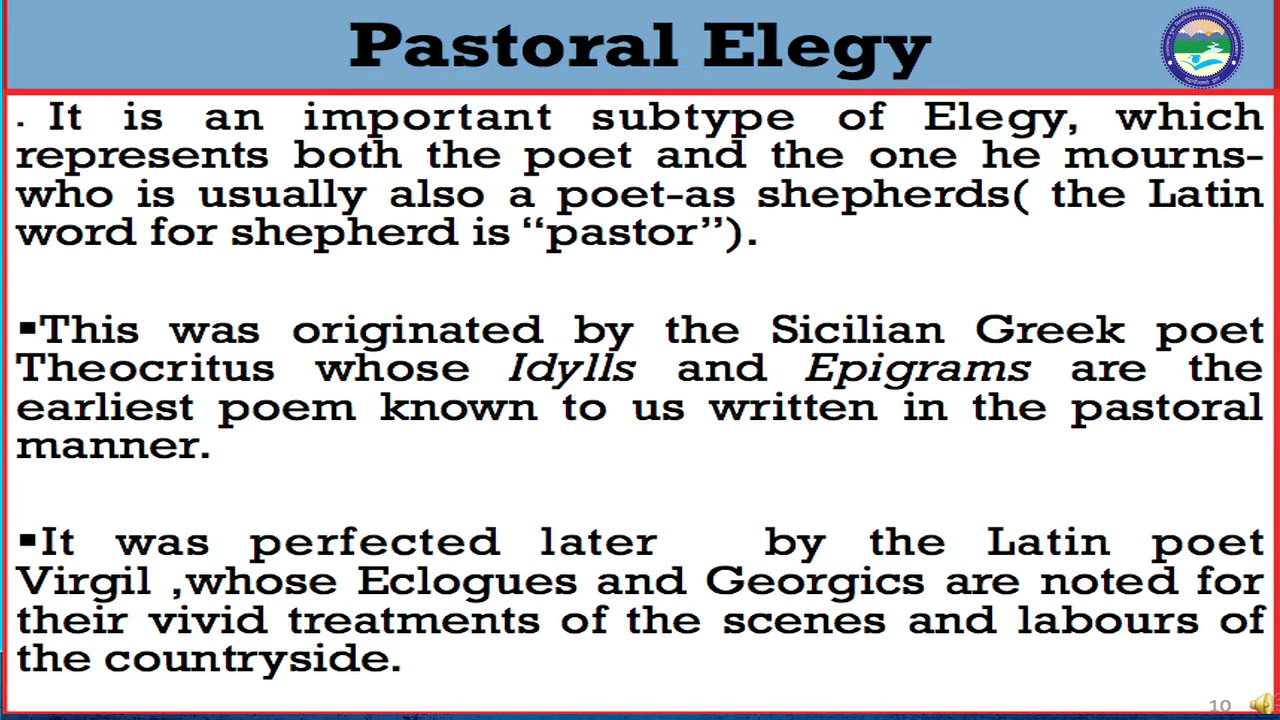 Pastoral Elegy
. It is an important subtype of Elegy, which
represents both the poet and the one he mourns-
who is usually also a poet-as shepherds( the Latin
word for shepherd is “pastor”).
▪This was originated by the Sicilian Greek poet
Theocritus whose Idylls and Epigrams are the
earliest poem known to us written in the pastoral
manner.
▪It was perfected later by the Latin poet
Virgil ,whose Eclogues and Georgics are noted for
their vivid treatments of the scenes and labours of
the countryside.
10